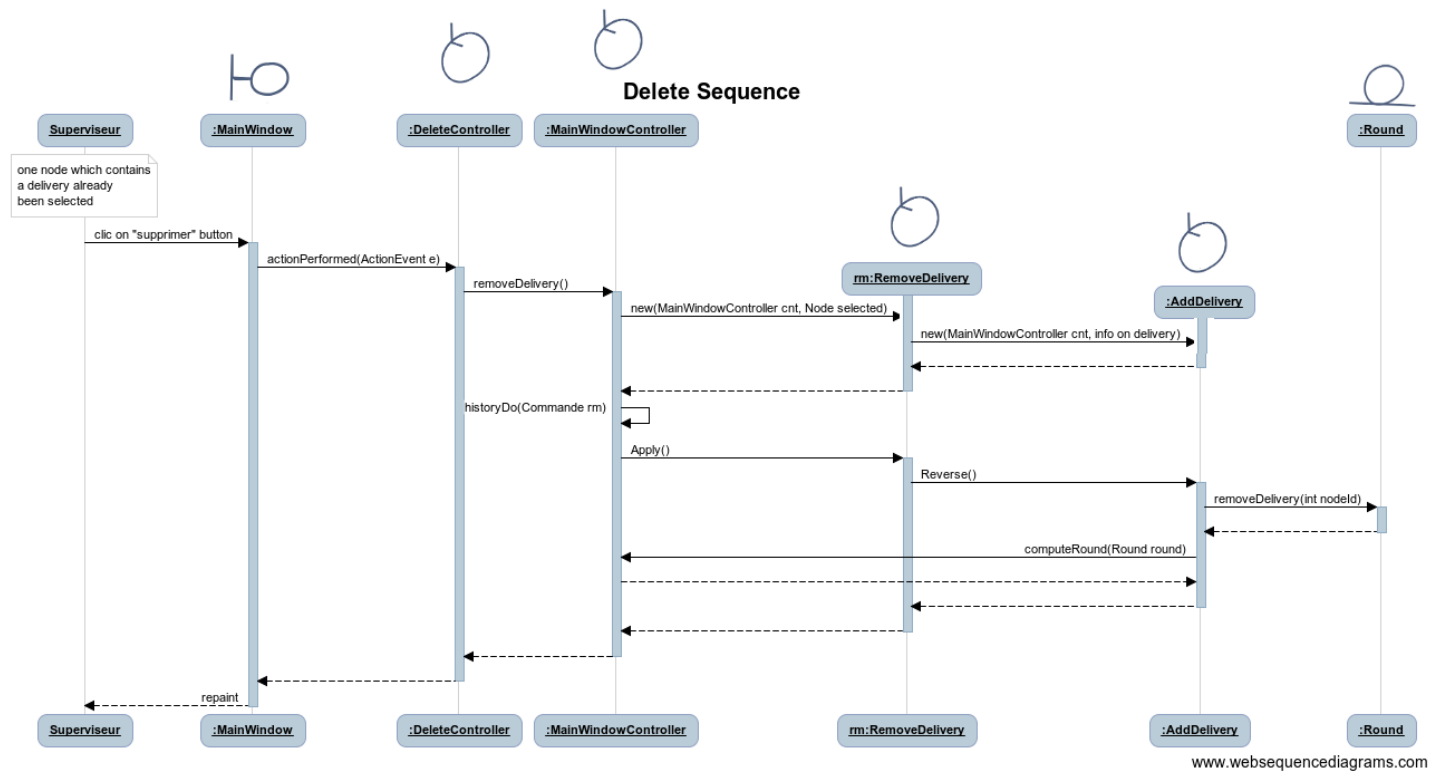 Delete Sequence
Superviseur
:MainWindow
:DeleteController
:MainWindowController
:Round
one node which contains
a delivery already
been selected
clic on "supprimer" button
actionPerformed(ActionEvent e)
removeDelivery()
rm:RemoveDelivery
:AddDelivery
new(MainWindowController cnt, Node selected)
new(MainWindowController cnt, info on delivery)
historyDo(Commande rm)
Apply()
Reverse()
removeDelivery(int nodeId)
computeRound(Round round)
repaint
Superviseur
:MainWindow
:DeleteController
:MainWindowController
rm:RemoveDelivery
:AddDelivery
:Round
www.websequencediagrams.com